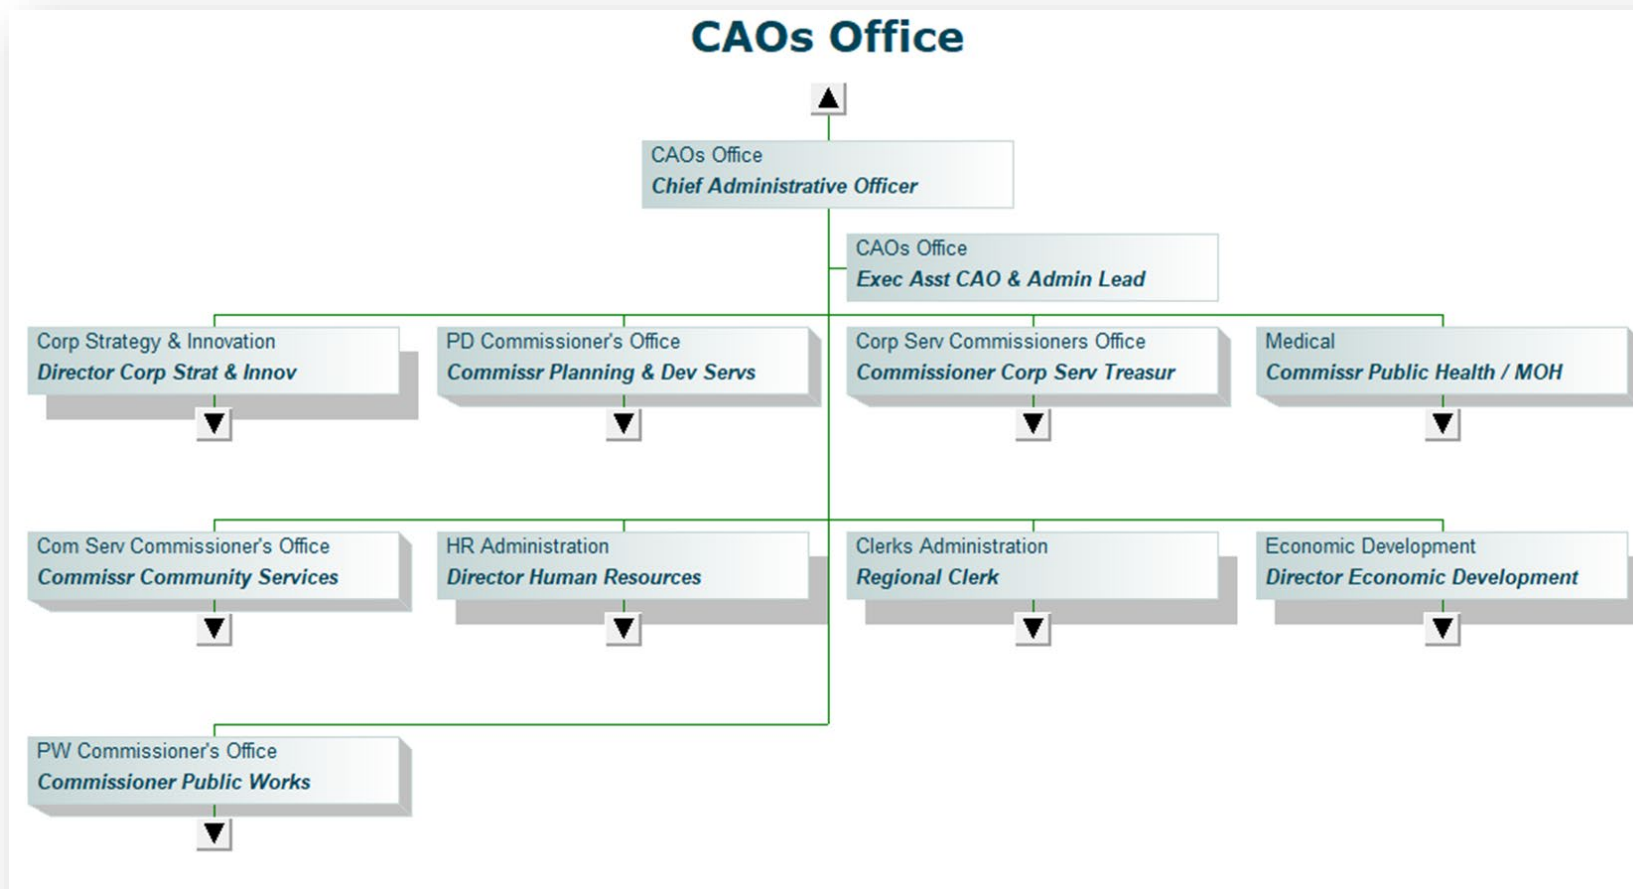 CAOs Office
CAOs Office
Chief Administrative Officer
CAOs Office
Exec Asst CAO & Admin Lead
Corp Strategy & Innovation
Director Corp Strat & Innov
PD Commissioner's Office
Commissr Planning & Dev Servs
Corp Serv Commissioners Office
Commissioner Corp Serv Treasur
Medical
Commissr Public Health / MOH
Com Serv Commissioner's Office
Commissr Community Services
HR Administration
Director Human Resources
Clerks Administration
Regional Clerk
Economic Development
Director Economic Development
PW Commissioner's Office
Commissioner Public Works